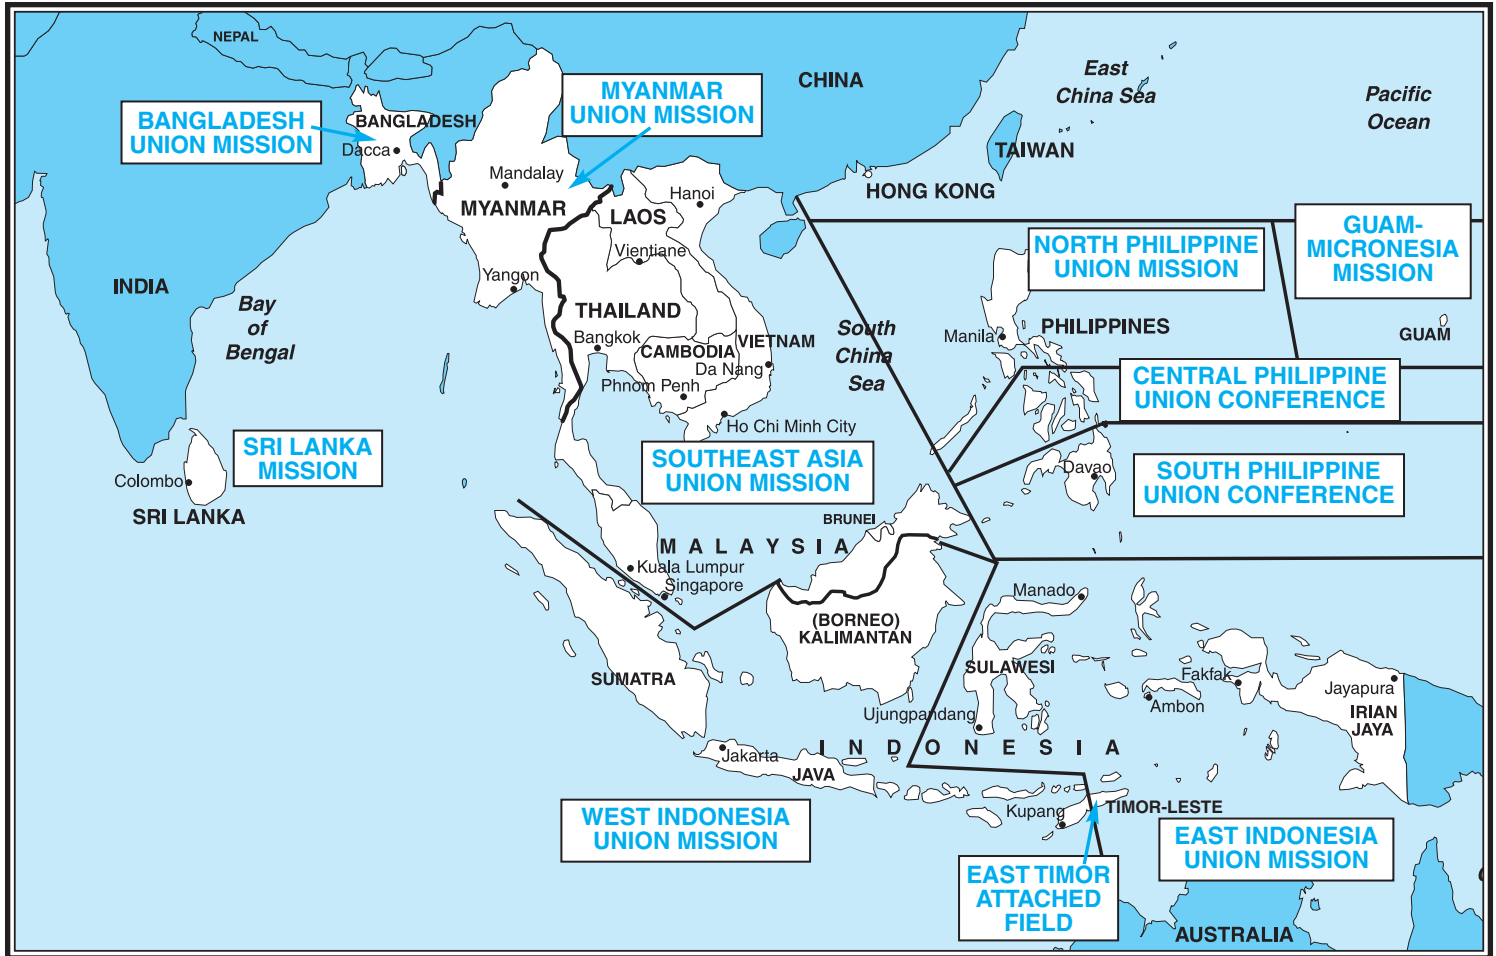 NEPAL
CHINA
East
China Sea
Pacific
Ocean
MYANMAR
UNION MISSION
BANGLADESH
UNION MISSION
BANGLADESH
Dacca
TAIWAN
Mandalay
Hanoi
HONG KONG
MYANMAR
LAOS
GUAM-
MICRONESIA
MISSION
NORTH PHILIPPINE
UNION MISSION
Vientiane
Yangon
INDIA
Bay
of
Bengal
THAILAND
South
China
Sea
PHILIPPINES
Manila
GUAM
Bangkok
CAMBODIA
VIETNAM
Da Nang
Phnom Penh
CENTRAL PHILIPPINE
UNION CONFERENCE
Ho Chi Minh City
SRI LANKA
MISSION
SOUTHEAST ASIA
UNION MISSION
Davao
SOUTH PHILIPPINE
UNION CONFERENCE
Colombo
SRI LANKA
BRUNEI
MALAYSIA
Kuala Lumpur
Singapore
Manado
(BORNEO)
KALIMANTAN
SUMATRA
SULAWESI
Fakfak
Jayapura
Ambon
Ujungpandang
IRIAN
JAYA
INDONESIA
Jakarta
JAVA
Kupang
TIMOR-LESTE
WEST INDONESIA
UNION MISSION
EAST INDONESIA
UNION MISSION
EAST TIMOR
ATTACHED
FIELD
AUSTRALIA